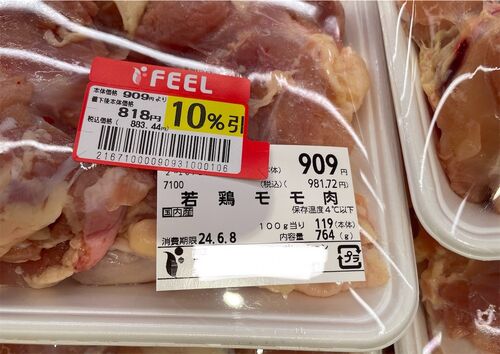 FEEL
本体価格 909円より
値下後本体価格
818円
10%引
税込価格( 883.44円)
2167100009093100 0106
(本体) 909円
7100 (税込)( 981.72円)
若鶏モモ肉
国内産 保存温度4℃以下
100g当り 119(本体)
消費期限 24.6.8 内容量 764(g)
プラ